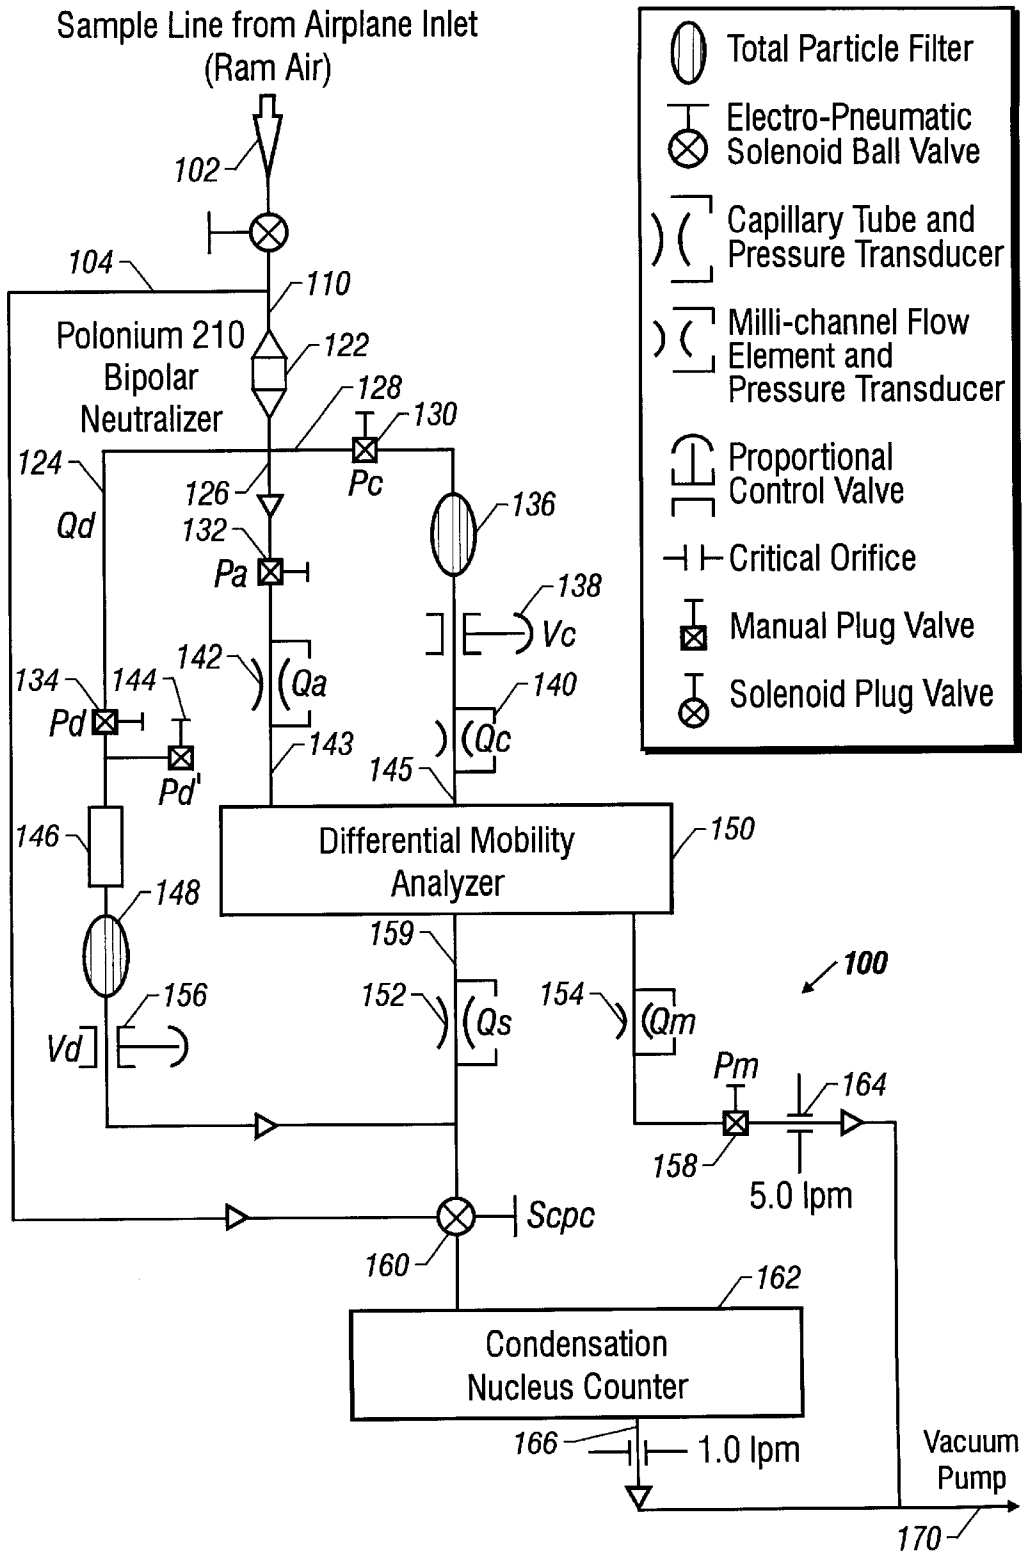 Sample Line from Airplane Inlet
(Ram Air)
102
104
110
Polonium 210
Bipolar
Neutralizer
122
128
130
Pc
124
126
Qd
132
Pa
136
138
Vc
142
Qa
140
Qc
134
144
Pd
Pd'
143
145
146
Differential Mobility
Analyzer
150
148
159
100
156
152
154
Vd
Qs
Qm
Pm
164
158
5.0 lpm
Scpc
160
162
Condensation
Nucleus Counter
166
1.0 lpm
Vacuum
Pump
170
Total Particle Filter
Electro-Pneumatic
Solenoid Ball Valve
Capillary Tube and
Pressure Transducer
Milli-channel Flow
Element and
Pressure Transducer
Proportional
Control Valve
Critical Orifice
Manual Plug Valve
Solenoid Plug Valve